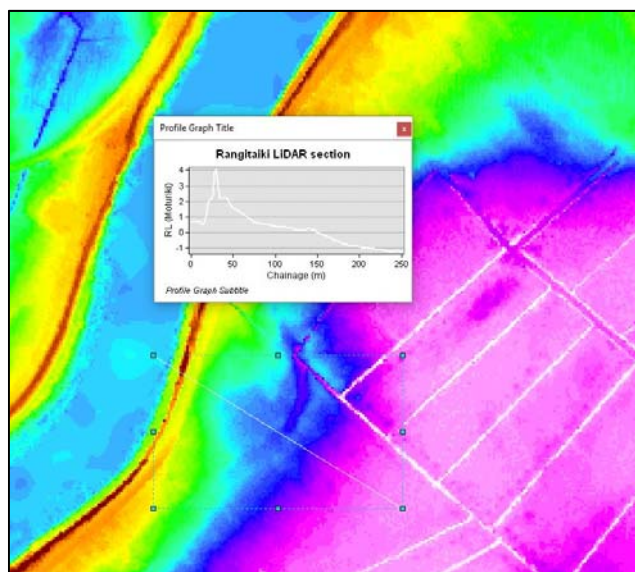 Profile Graph Title
x
Rangitaiki LiDAR section
RL (Moturiki)
4
3
2
1
0
-1
0
50
100
150
200
250
Chainage (m)
Profile Graph Subtitle